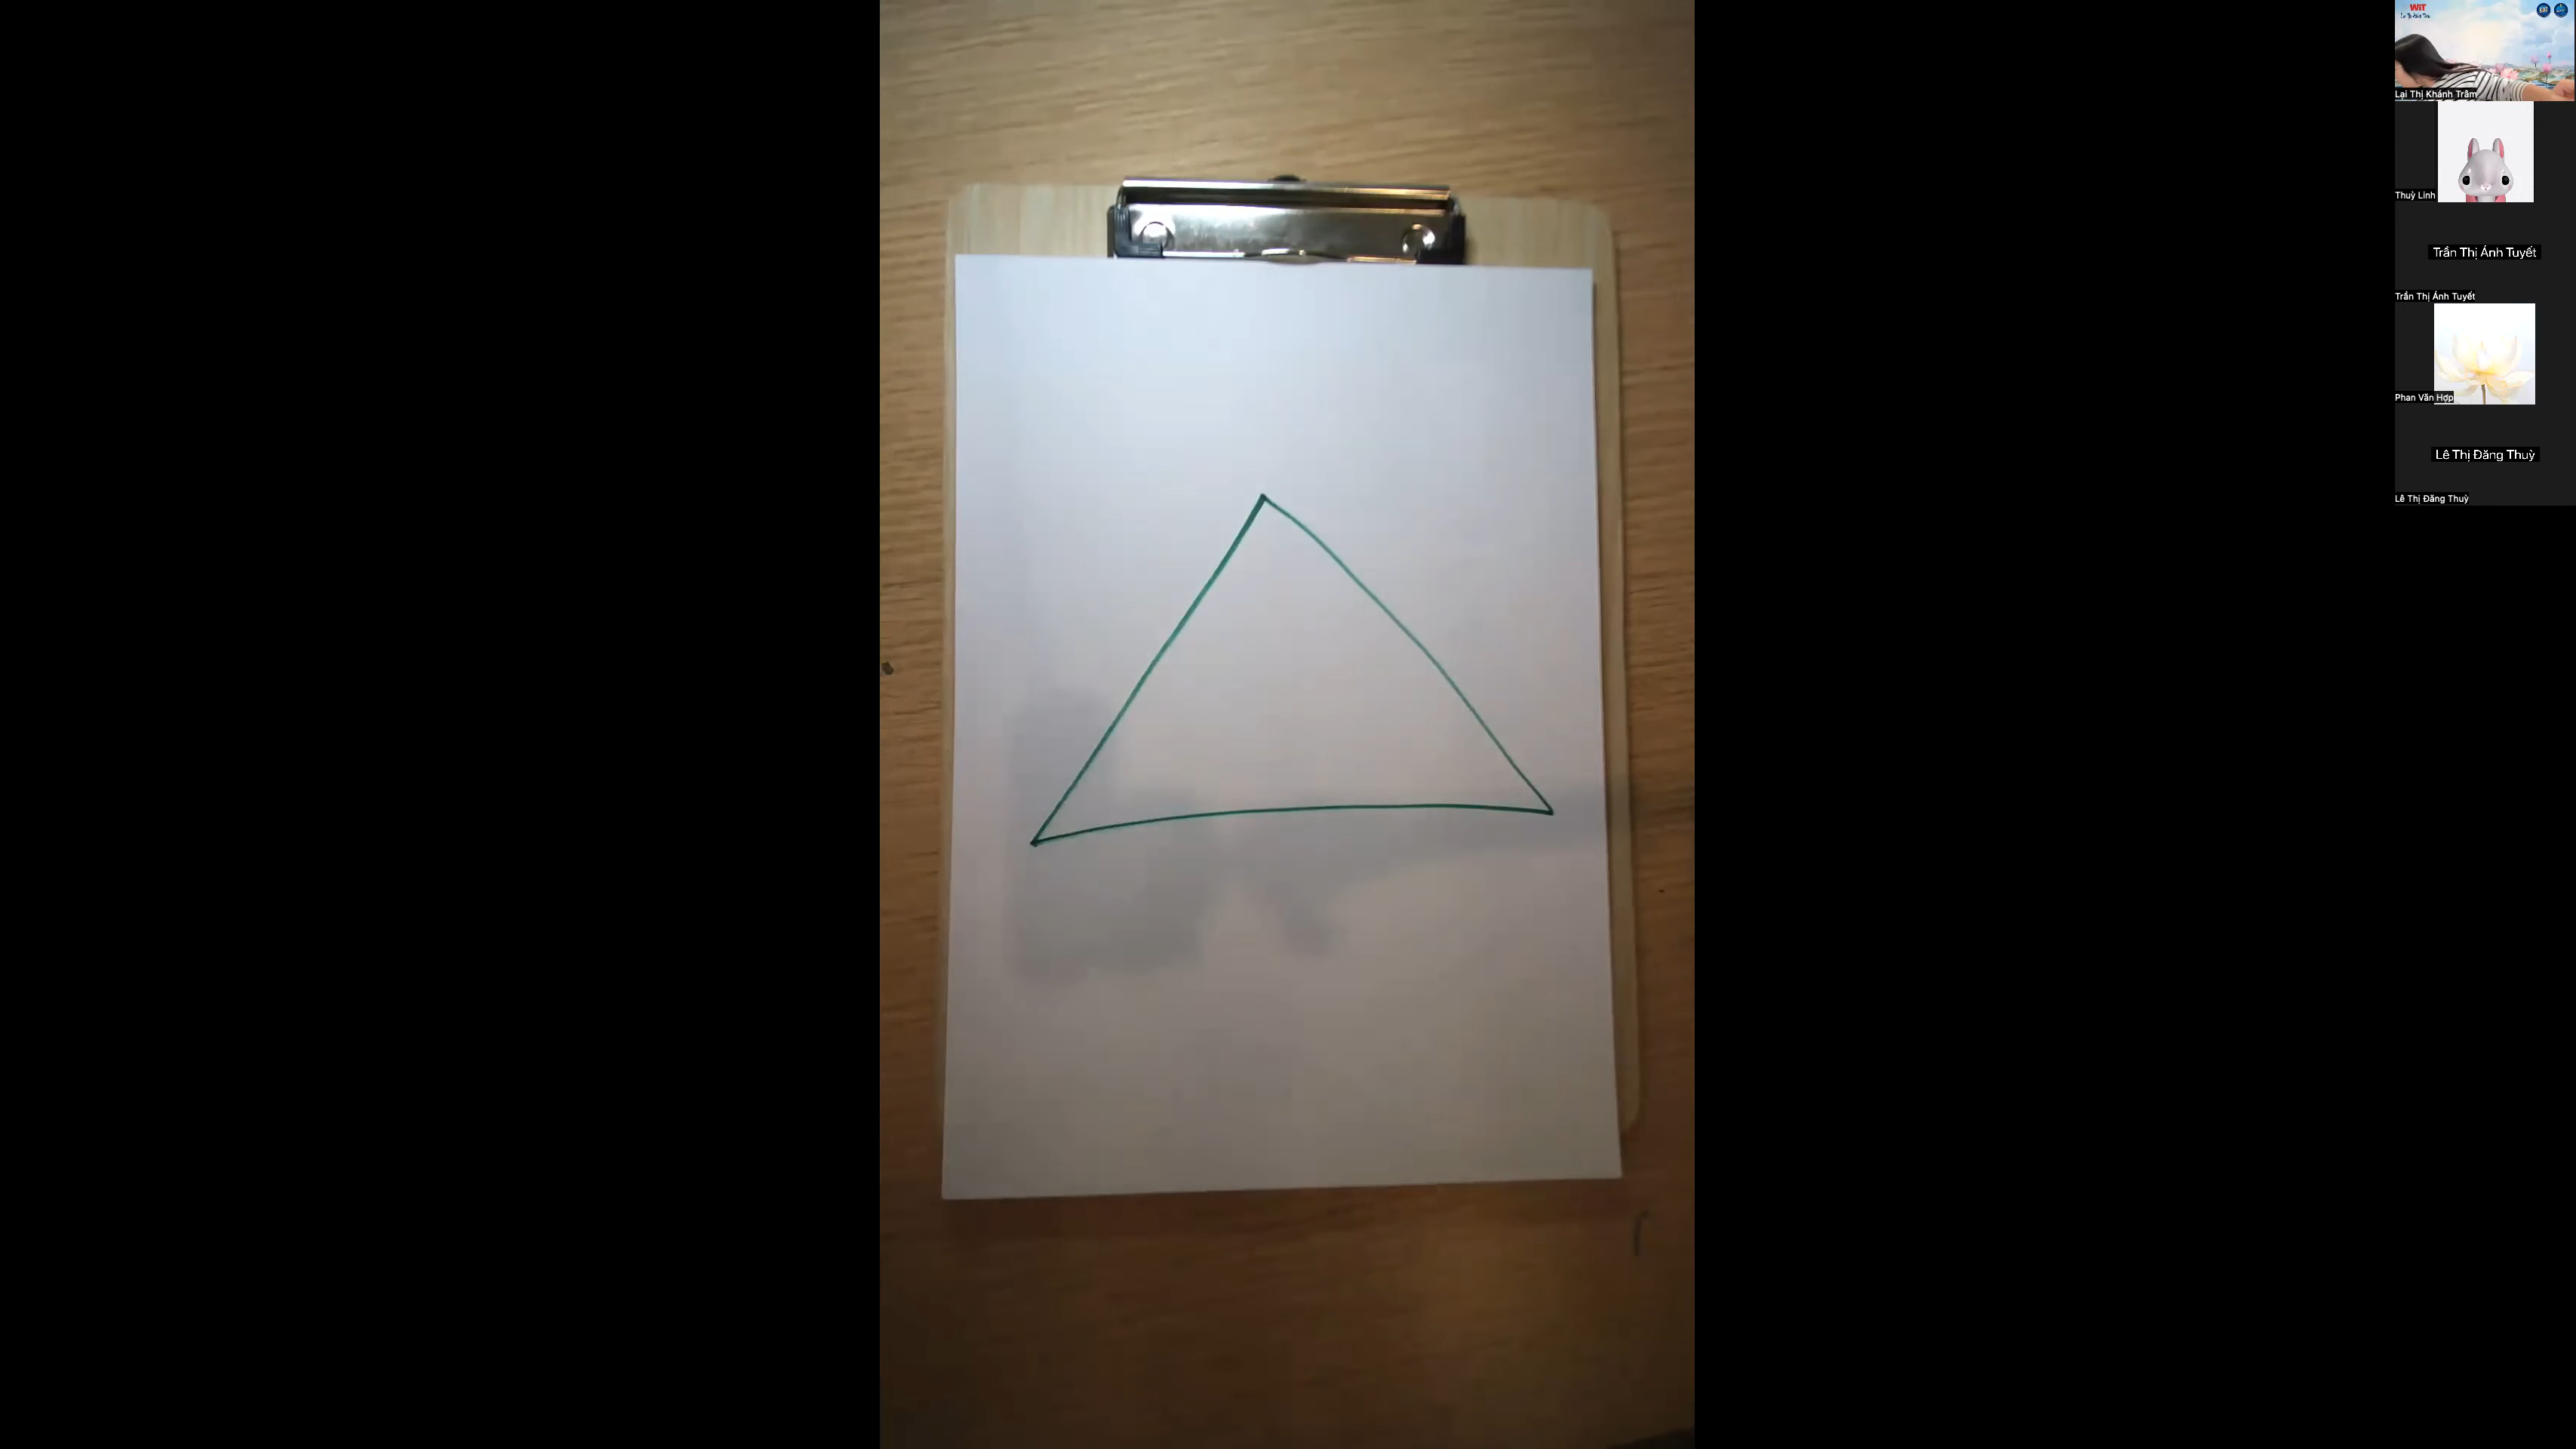 WiT
Lại Thị Khánh Trâm
Thuỳ Linh
Trần Thị Ánh Tuyết
Trần Thị Ánh Tuyết
Phan Văn Hợp
Lê Thị Đăng Thuỳ
Lê Thị Đăng Thuỳ